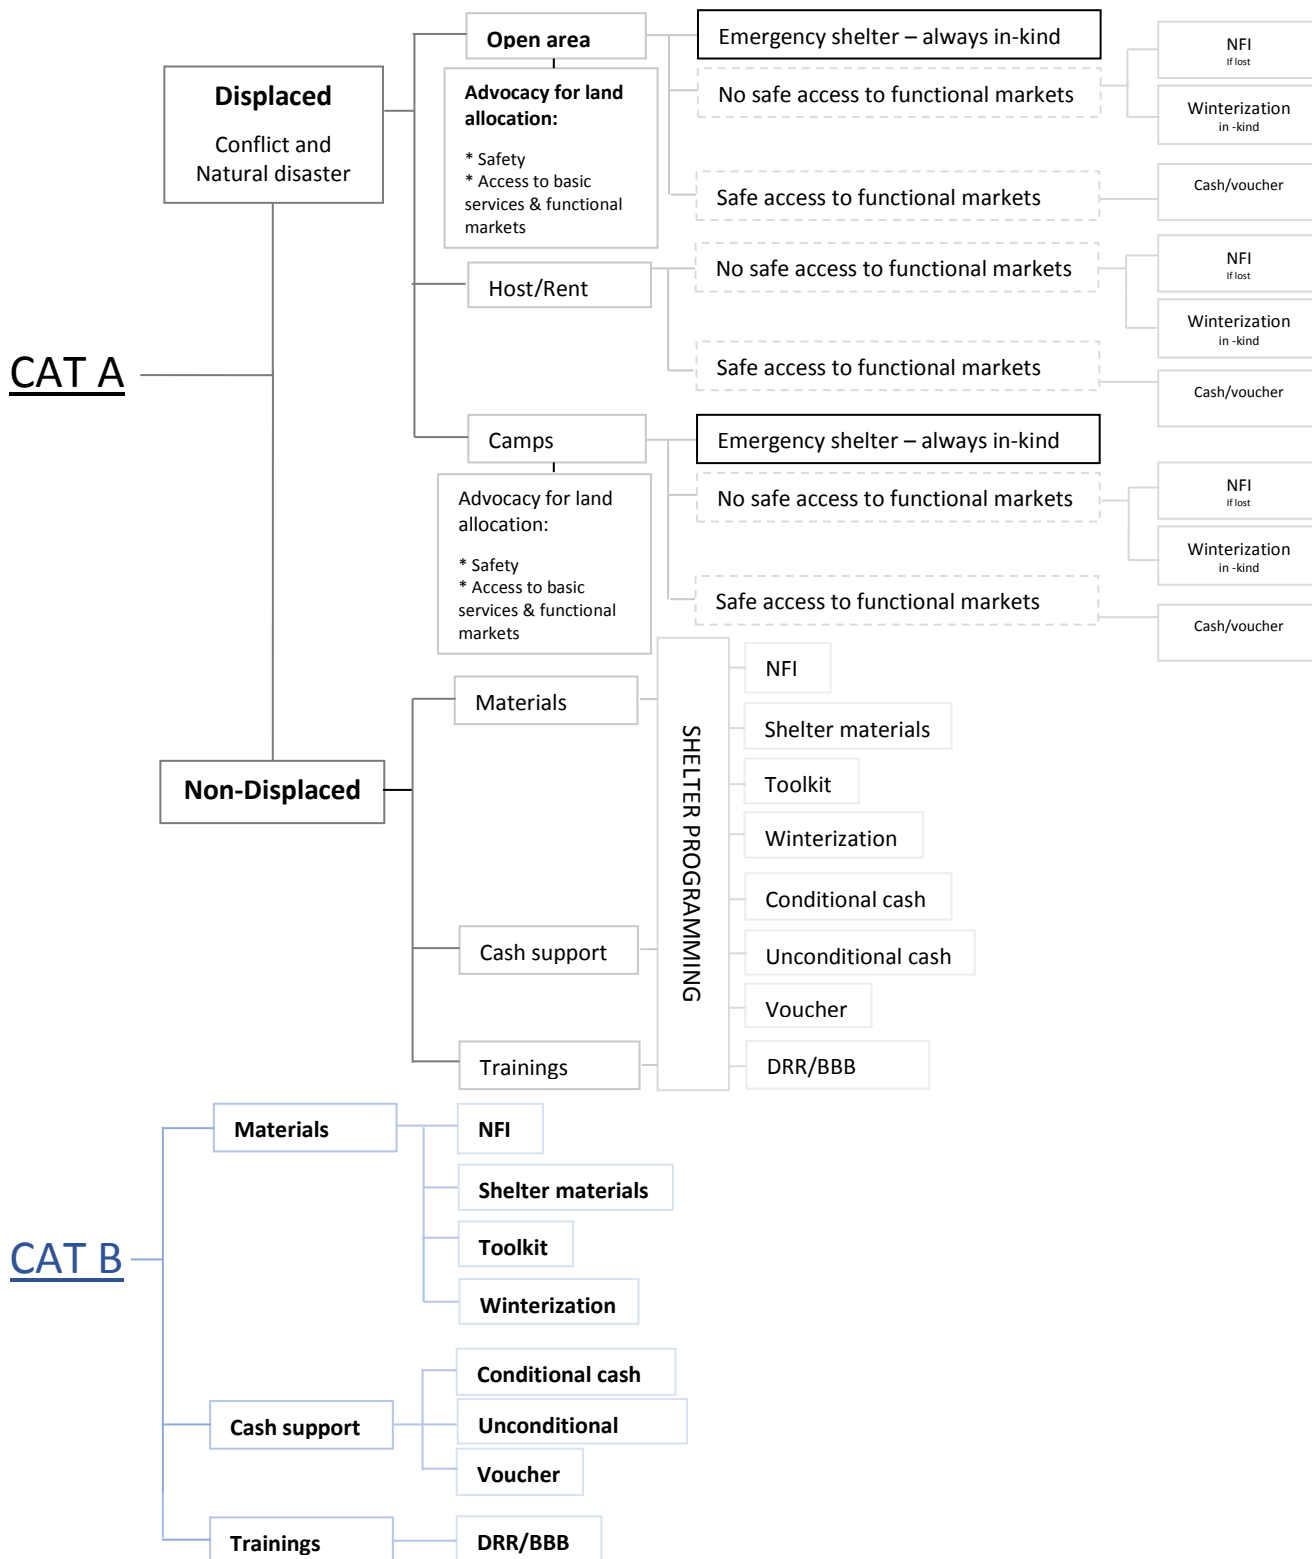 Open area
Emergency shelter – always in-kind
NFI
If lost
Displaced
Conflict and
Natural disaster
Advocacy for land
allocation:
* Safety
* Access to basic
services & functional
markets
No safe access to functional markets
Winterization
in -kind
Safe access to functional markets
Cash/voucher
Host/Rent
No safe access to functional markets
NFI
If lost
Winterization
in -kind
Safe access to functional markets
Cash/voucher
CAT A
Camps
Emergency shelter – always in-kind
Advocacy for land
allocation:
* Safety
* Access to basic
services & functional
markets
No safe access to functional markets
NFI
If lost
Winterization
in -kind
Safe access to functional markets
Cash/voucher
Non-Displaced
Materials
Cash support
Trainings
SHELTER PROGRAMMING
NFI
Shelter materials
Toolkit
Winterization
Conditional cash
Unconditional cash
Voucher
DRR/BBB
CAT B
Materials
NFI
Shelter materials
Toolkit
Winterization
Cash support
Conditional cash
Unconditional
Voucher
Trainings
DRR/BBB